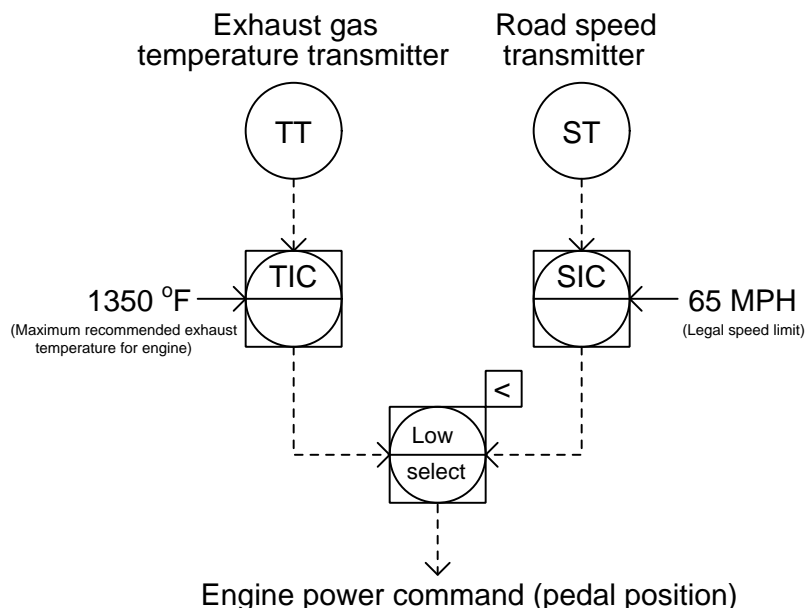 Exhaust gas
temperature transmitter
Road speed
transmitter
TT
ST
TIC
SIC
1350 °F
(Maximum recommended exhaust
temperature for engine)
65 MPH
(Legal speed limit)
<
Low
select
Engine power command (pedal position)